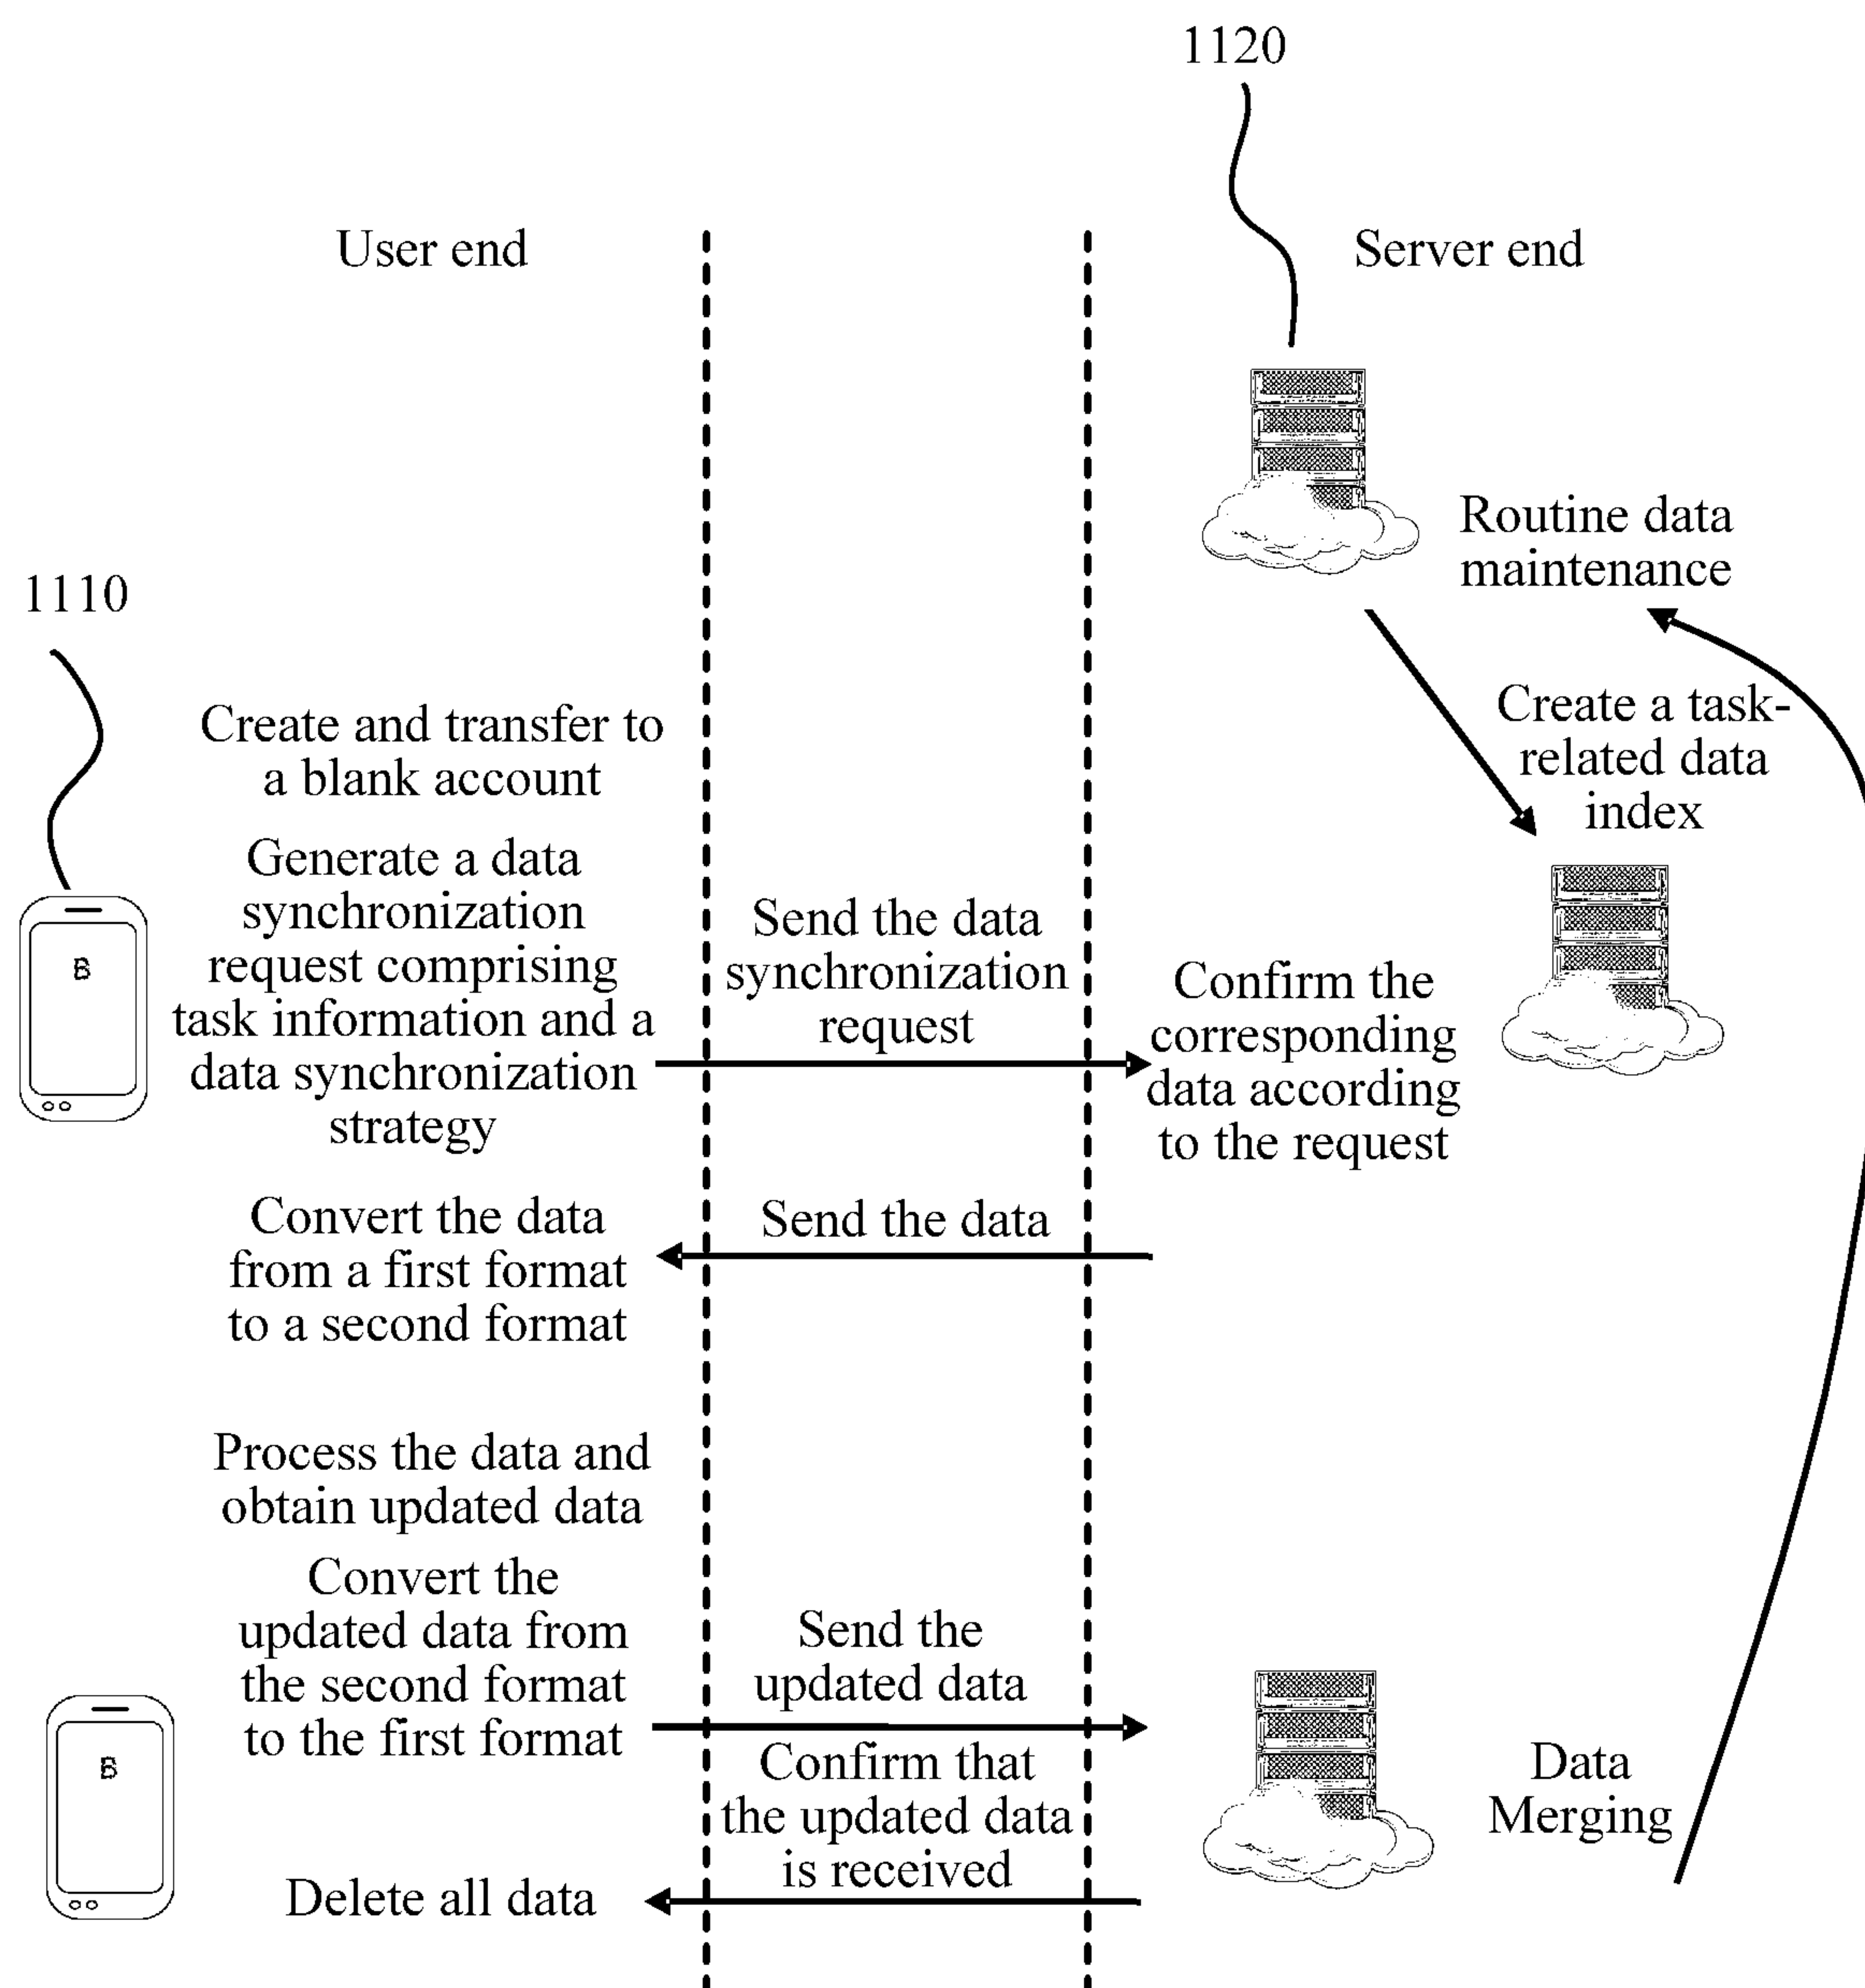 1120
User end
Server end
Routine data
maintenance
1110
Create a task-
related data
index
Create and transfer to
a blank account
Generate a data
synchronization
request comprising
task information and a
data synchronization
strategy
B
Send the data
synchronization
request
Confirm the
corresponding
data according
to the request
Convert the data
from a first format
to a second format
Send the data
Process the data and
obtain updated data
Convert the
updated data from
the second format
to the first format
Send the
updated data
B
Confirm that
the updated data
is received
Data
Merging
Delete all data